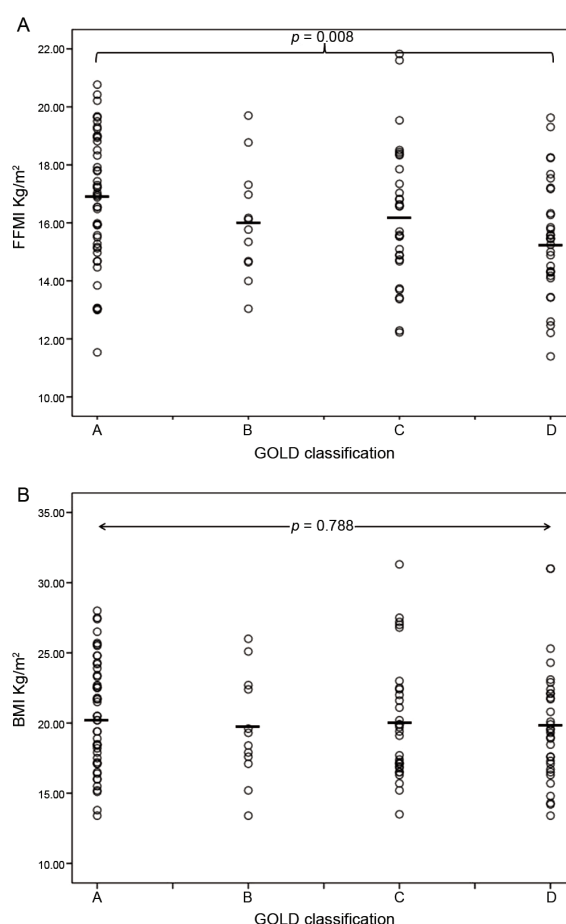 A
p = 0.008
22.00
20.00
18.00
16.00
14.00
12.00
10.00
FFMI Kg/m²
A B C D
GOLD classification
B
p = 0.788
35.00
30.00
25.00
20.00
15.00
10.00
BMI Kg/m²
A B C D
GOLD classification